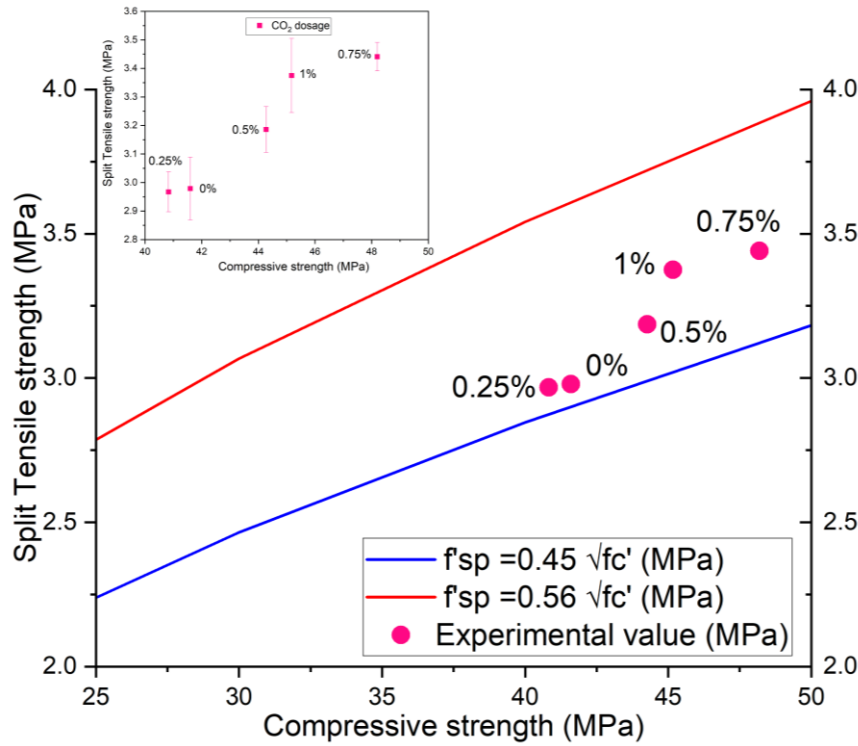 CO₂ dosage
Split Tensile strength (MPa)
3.6
3.5
3.4
3.3
3.2
3.1
3.0
2.9
2.8
0.75%
1%
0.5%
0.25%
0%
40 42 44 46 48 50
Compressive strength (MPa)
Split Tensile strength (MPa)
4.0
3.5
3.0
2.5
2.0
4.0
3.5
3.0
2.5
2.0
0.75%
1%
0.5%
0%
0.25%
f'sp =0.45 √fc' (MPa)
f'sp =0.56 √fc' (MPa)
Experimental value (MPa)
25 30 35 40 45 50
Compressive strength (MPa)